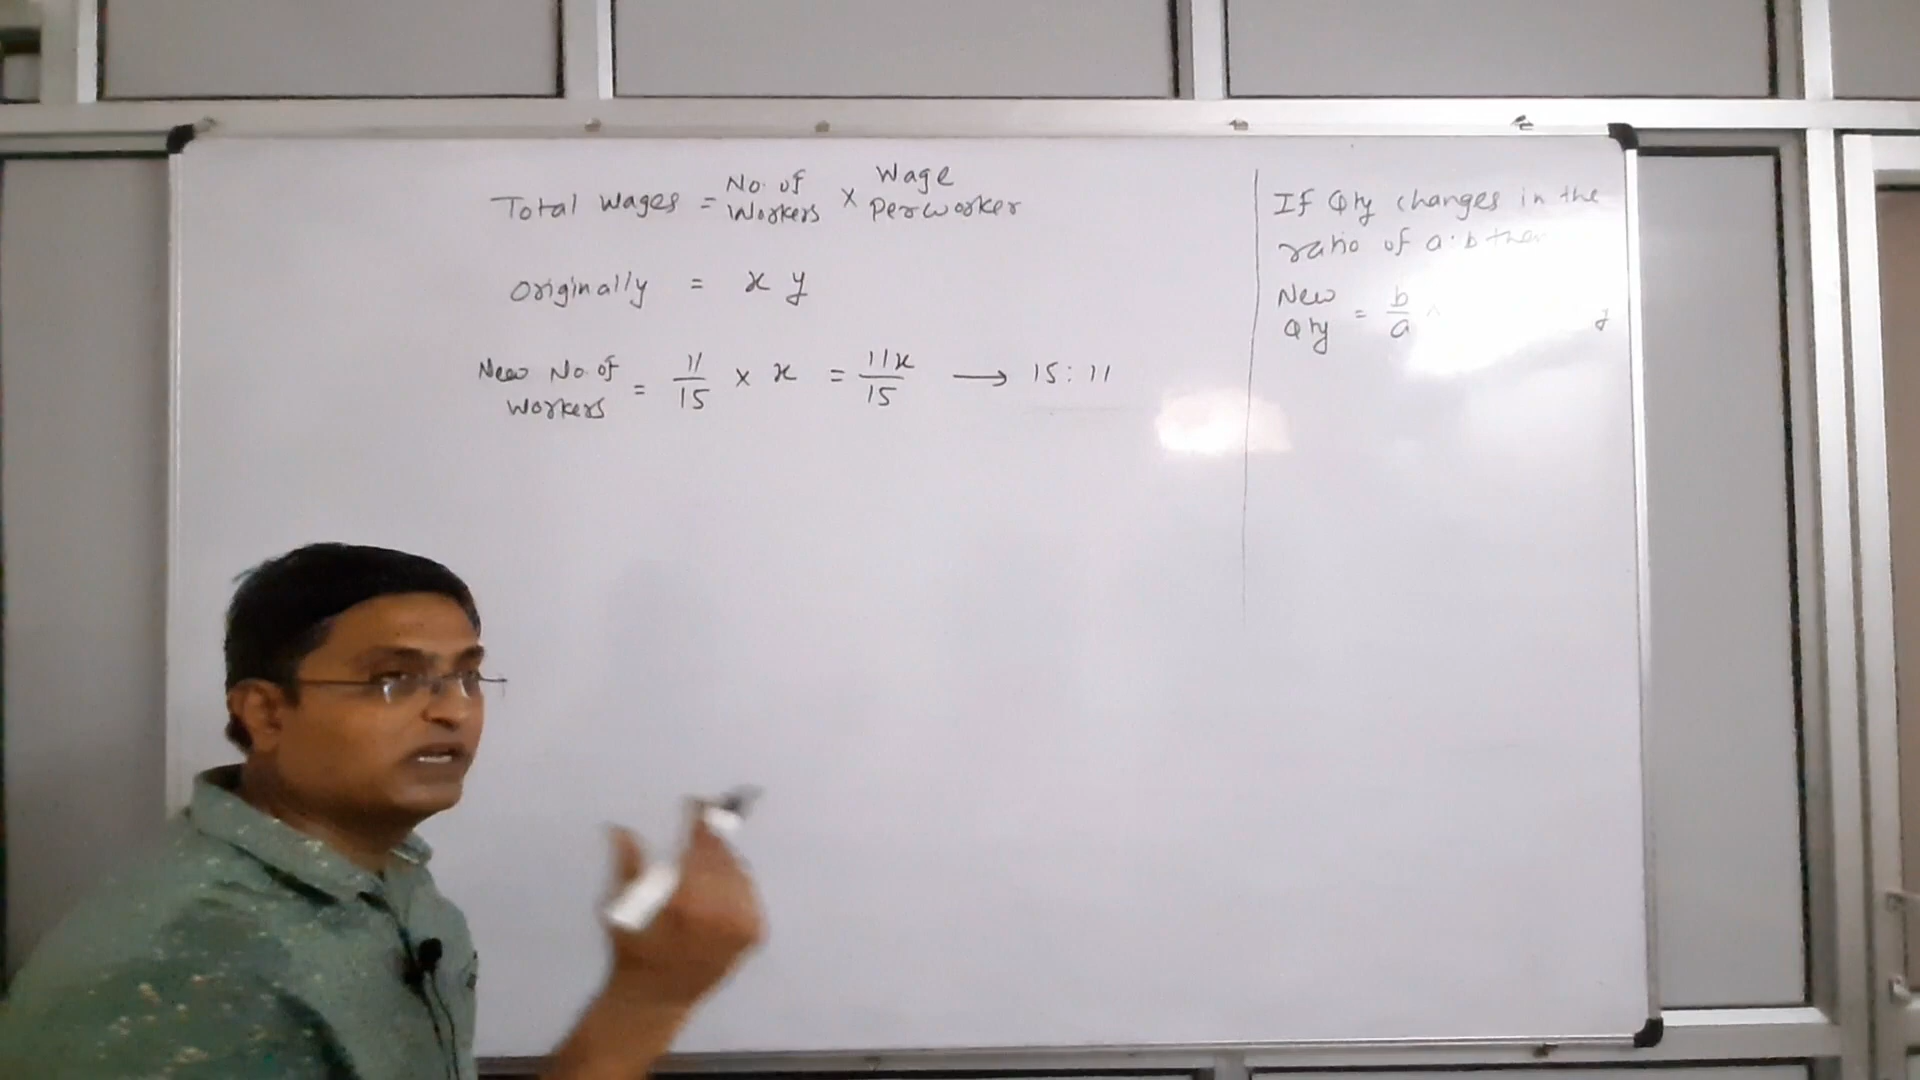 Total wages = No. of Workers × Wage Per worker
originally = x y
New No. of workers = 11/15 × x = 11x/15 → 15 : 11
If Qty changes in the
ratio of a:b then
New Qty = b/a